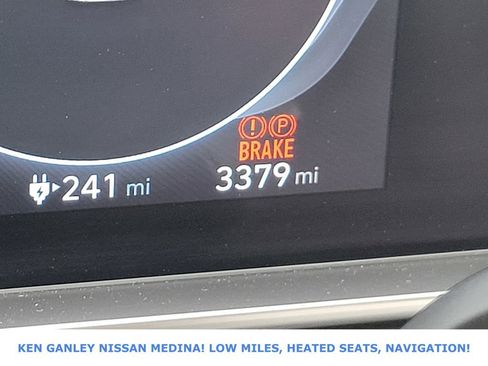 ! P
BRAKE
241 mi
3379 mi
KEN GANLEY NISSAN MEDINA! LOW MILES, HEATED SEATS, NAVIGATION!